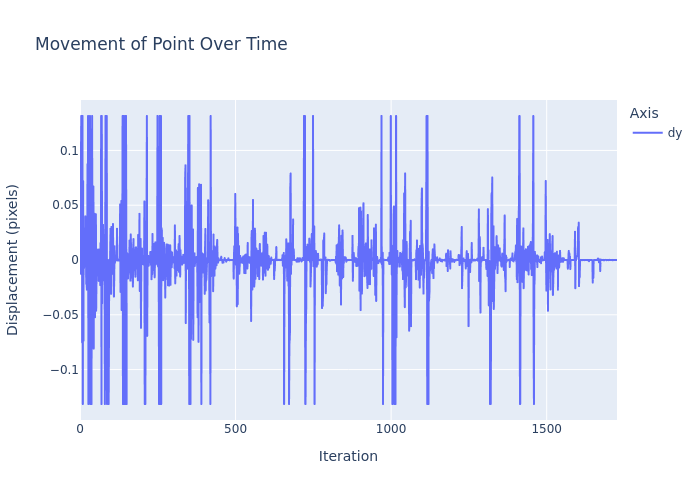 Movement of Point Over Time
Axis
dy
0.1
0.05
0
−0.05
−0.1
0
500
1000
1500
Iteration
Displacement (pixels)